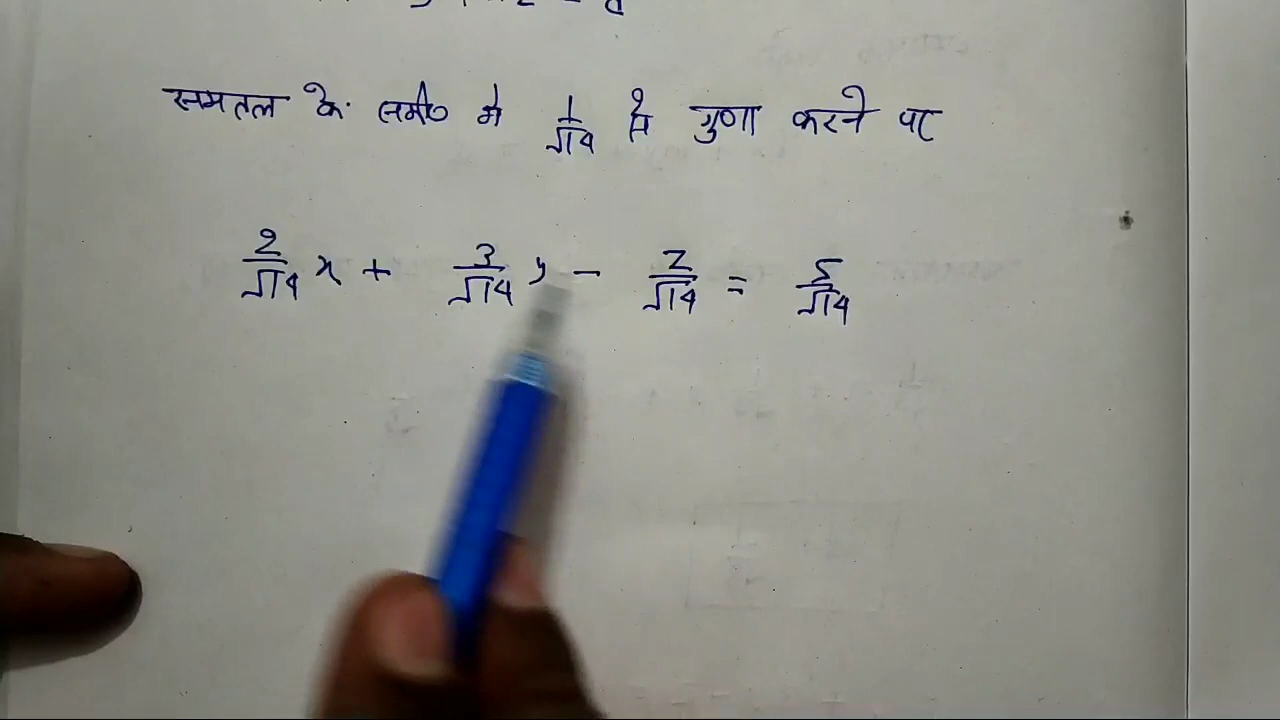 समतल के समी० में 1/√14 से गुणा करने पर
2/√14 x + 3/√14 y - z/√14 = 5/√14